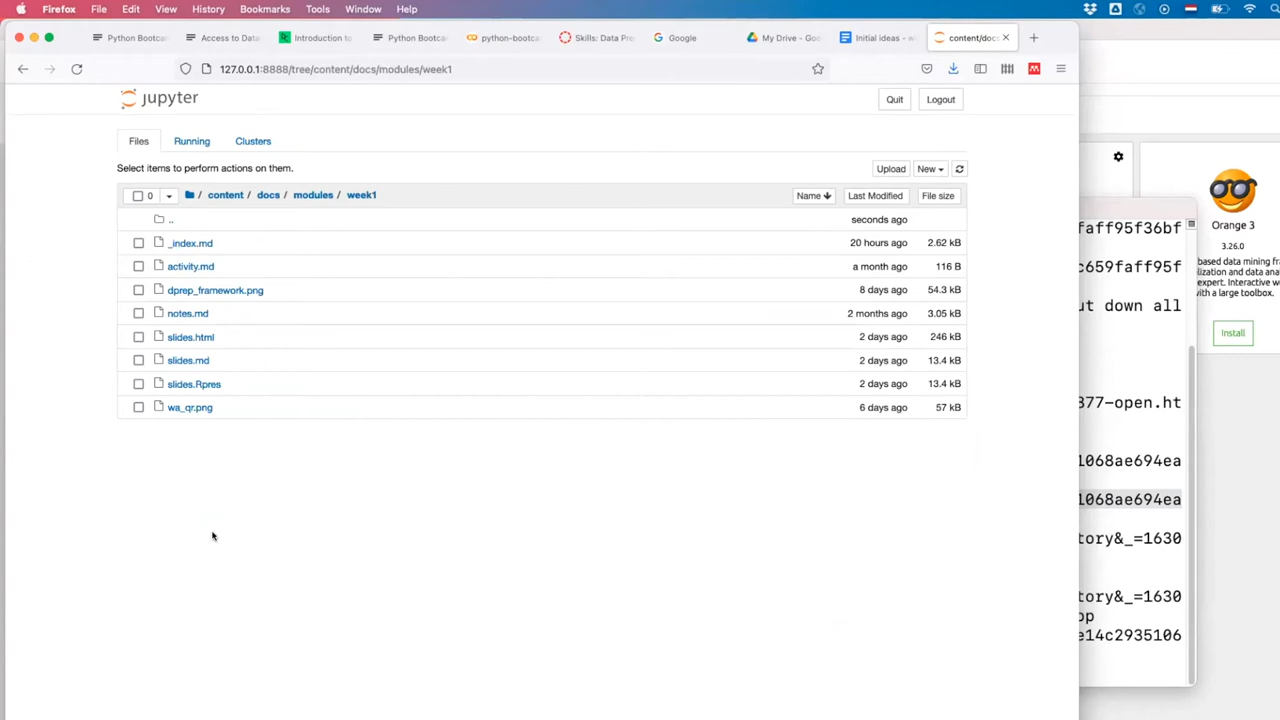 Firefox File Edit View History Bookmarks Tools Window Help
Python Bootca
Access to Data
Introduction to
Python Bootca
python-bootca
Skills: Data Pre
Google
My Drive - Goo
Initial ideas - w
content/docs
127.0.0.1:8888/tree/content/docs/modules/week1
jupyter
Quit Logout
Files Running Clusters
Select items to perform actions on them.
Upload New
0 / content / docs / modules / week1 Name Last Modified File size
.. seconds ago
_index.md 20 hours ago 2.62 kB
activity.md a month ago 116 B
dprep_framework.png 8 days ago 54.3 kB
notes.md 2 months ago 3.05 kB
slides.html 2 days ago 246 kB
slides.md 2 days ago 13.4 kB
slides.Rpres 2 days ago 13.4 kB
wa_qr.png 6 days ago 57 kB
faff95f36bf
c659faff95f
ut down all
377-open.ht
1068ae694ea
1068ae694ea
tory&_=1630
tory&_=1630
op
e14c2935106
Orange 3
3.26.0
based data mining fra
lization and data anal
expert. Interactive wo
with a large toolbox.
Install